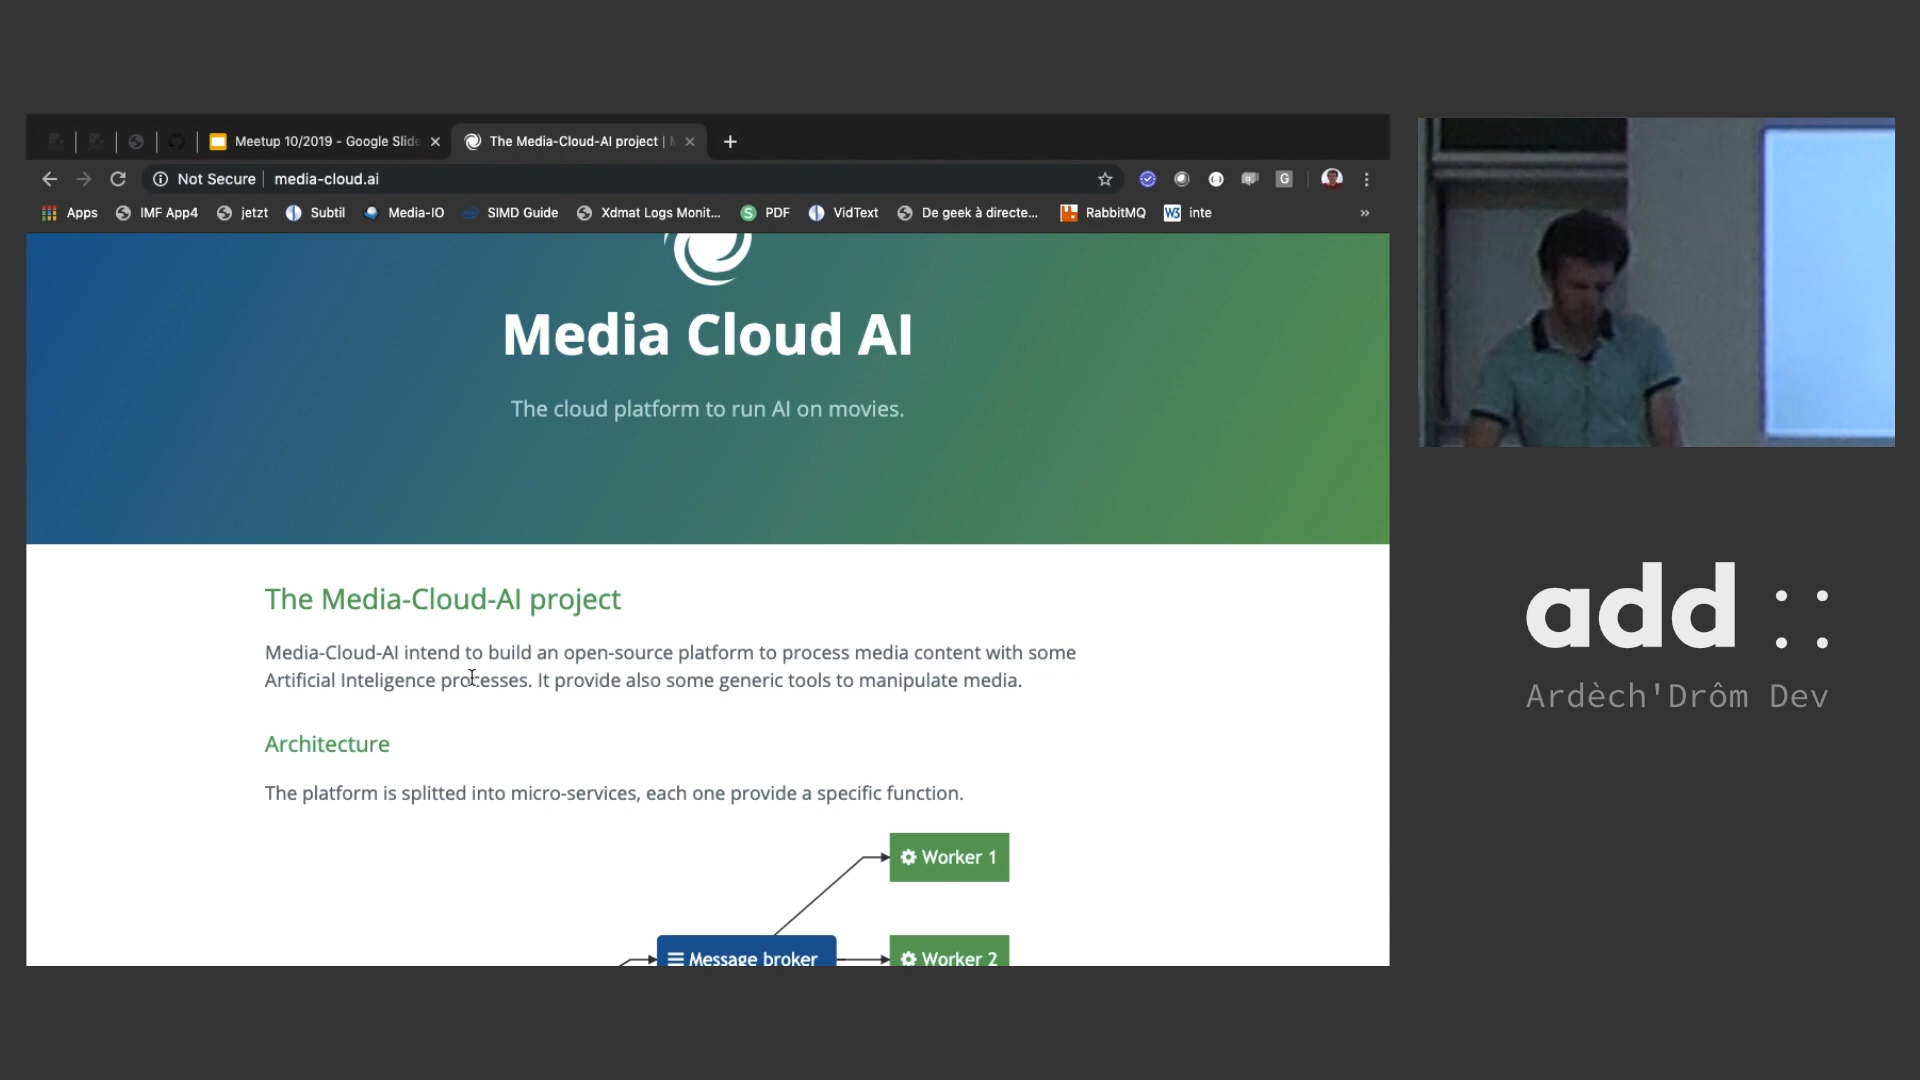 Meetup 10/2019 - Google Slide
The Media-Cloud-AI project |
Not Secure | media-cloud.ai
Apps IMF App4 jetzt Subtil Media-IO SIMD Guide Xdmat Logs Monit... PDF VidText De geek à directe... RabbitMQ W3 inte »
Media Cloud AI
The cloud platform to run AI on movies.
The Media-Cloud-AI project
Media-Cloud-AI intend to build an open-source platform to process media content with some
Artificial Inteligence processes. It provide also some generic tools to manipulate media.
Architecture
The platform is splitted into micro-services, each one provide a specific function.
Worker 1
Message broker
Worker 2
add ::
Ardèch'Drôm Dev